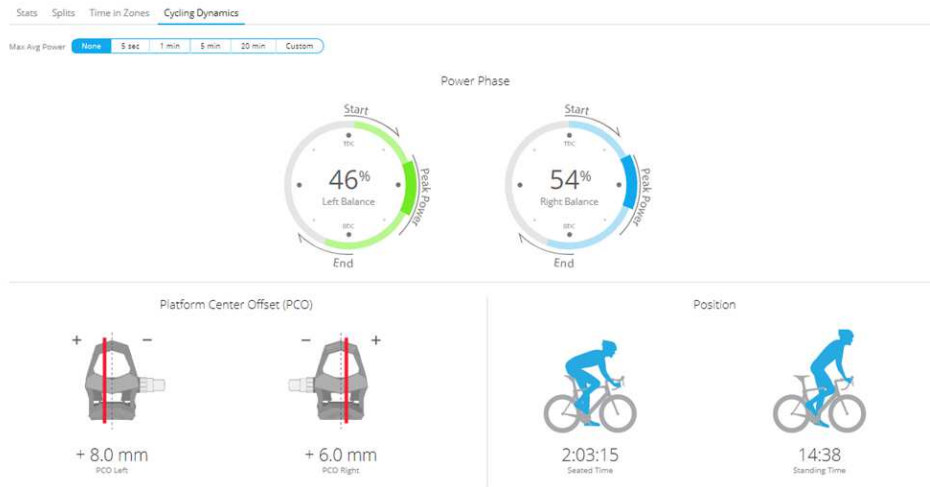 Stats Splits Time in Zones Cycling Dynamics
Max Avg Power None 5 sec 1 min 5 min 20 min Custom
Power Phase
Start
TDC
46%
Left Balance
Peak Power
BDC
End
Start
TDC
54%
Right Balance
Peak Power
BDC
End
Platform Center Offset (PCO)
+ −
− +
+ 8.0 mm
PCO Left
+ 6.0 mm
PCO Right
Position
2:03:15
Seated Time
14:38
Standing Time